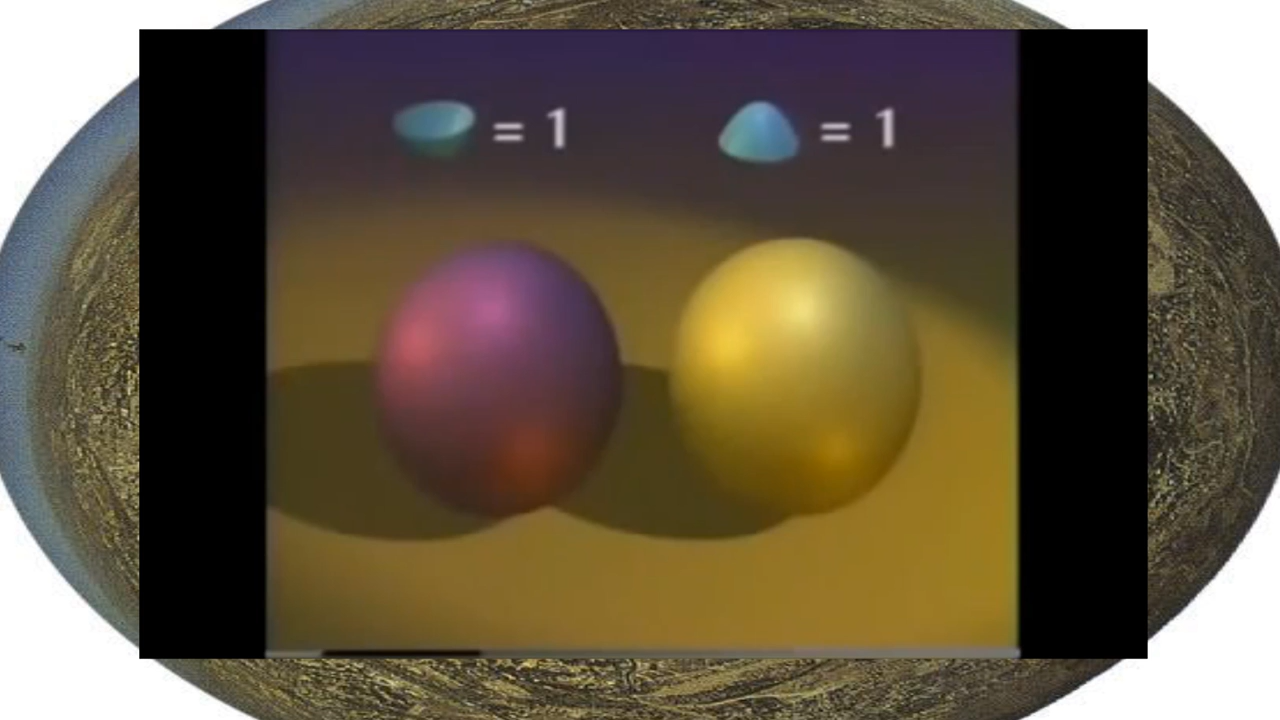 = 1 = 1